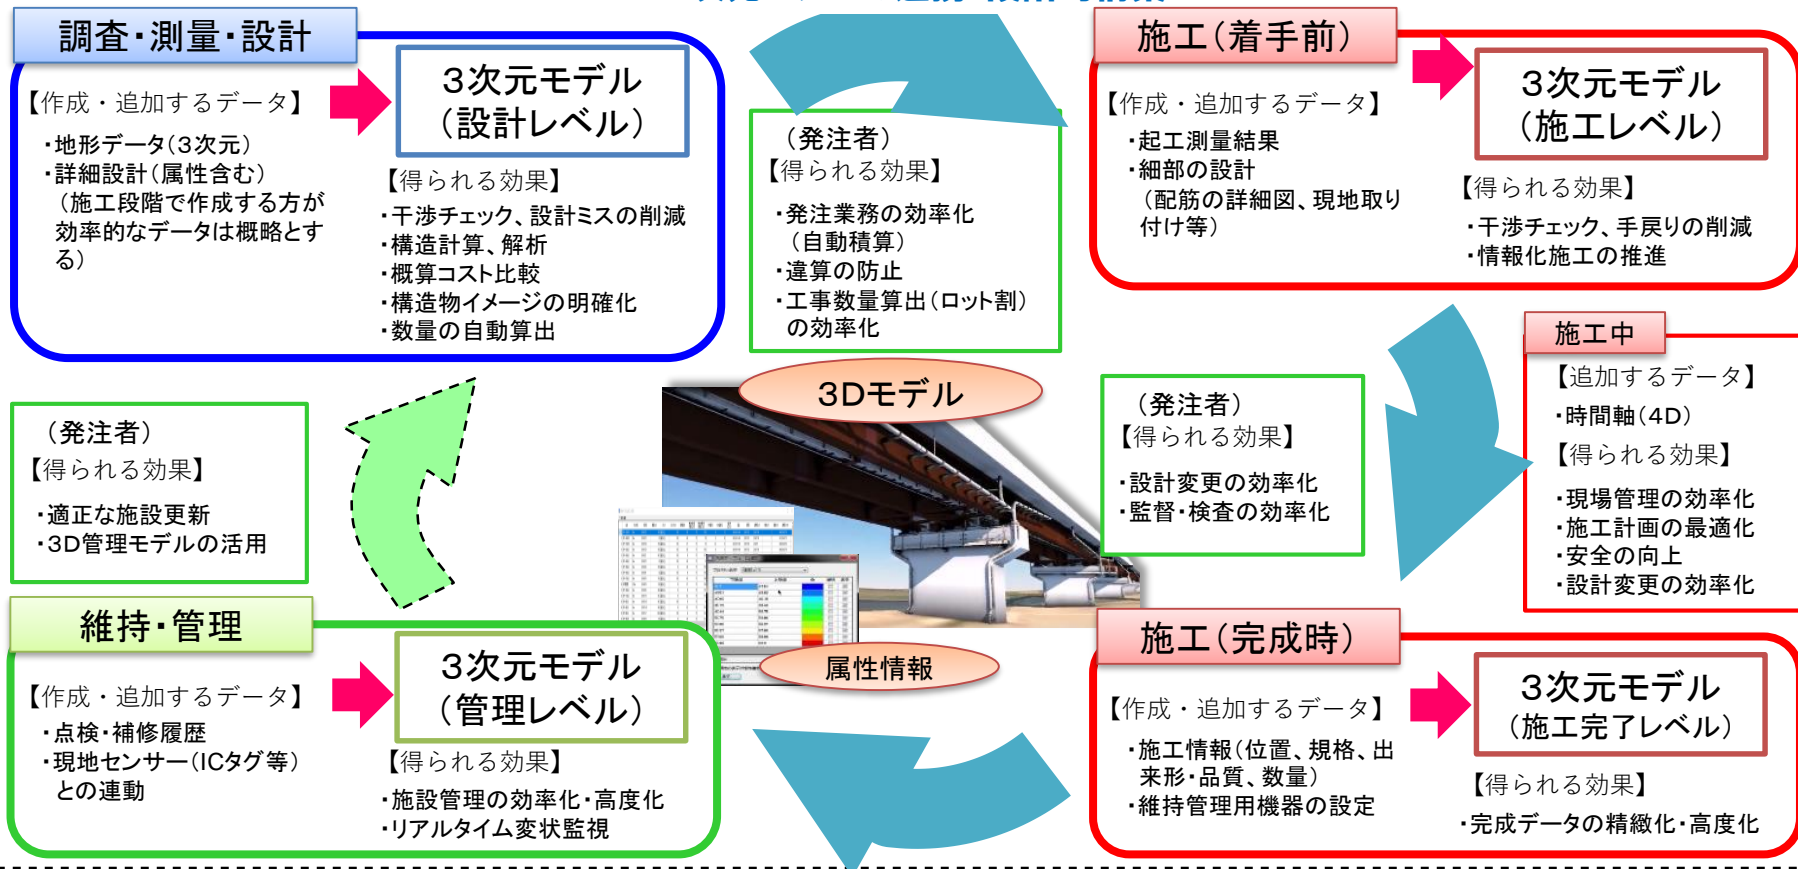 調査・測量・設計
【作成・追加するデータ】
・地形データ(3次元)
・詳細設計(属性含む)
(施工段階で作成する方が
効率的なデータは概略とす
る)
3次元モデル
(設計レベル)
【得られる効果】
・干渉チェック、設計ミスの削減
・構造計算、解析
・概算コスト比較
・構造物イメージの明確化
・数量の自動算出
(発注者)
【得られる効果】
・発注業務の効率化
(自動積算)
・違算の防止
・工事数量算出(ロット割)
の効率化
施工(着手前)
【作成・追加するデータ】
・起工測量結果
・細部の設計
(配筋の詳細図、現地取り
付け等)
3次元モデル
(施工レベル)
【得られる効果】
・干渉チェック、手戻りの削減
・情報化施工の推進
施工中
【追加するデータ】
・時間軸(4D)
【得られる効果】
・現場管理の効率化
・施工計画の最適化
・安全の向上
・設計変更の効率化
(発注者)
【得られる効果】
・設計変更の効率化
・監督・検査の効率化
3Dモデル
属性情報
(発注者)
【得られる効果】
・適正な施設更新
・3D管理モデルの活用
維持・管理
【作成・追加するデータ】
・点検・補修履歴
・現地センサー(ICタグ等)
との連動
3次元モデル
(管理レベル)
【得られる効果】
・施設管理の効率化・高度化
・リアルタイム変状監視
施工(完成時)
【作成・追加するデータ】
・施工情報(位置、規格、出
来形・品質、数量)
・維持管理用機器の設定
3次元モデル
(施工完了レベル)
【得られる効果】
・完成データの精緻化・高度化